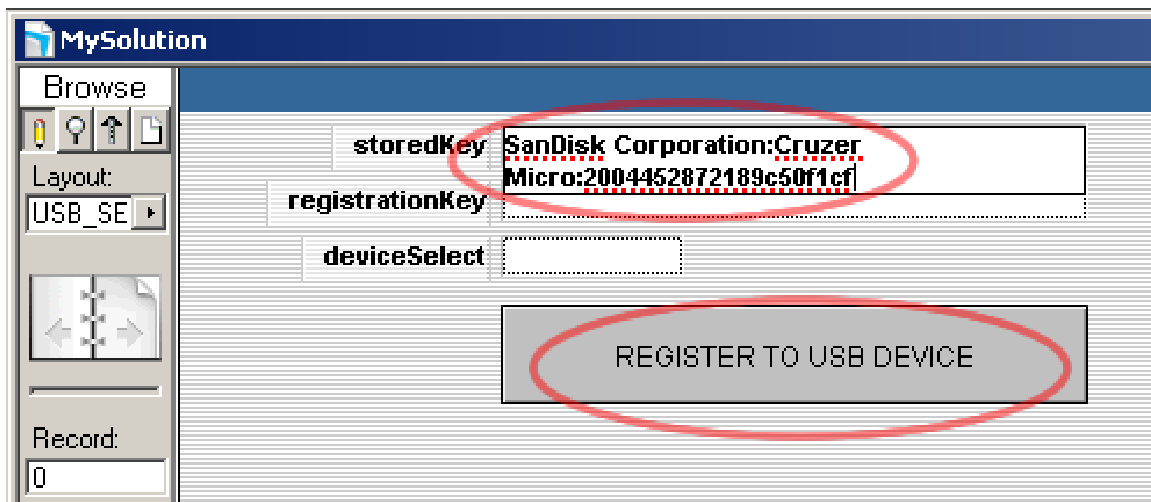 MySolution
Browse
Layout:
USB_SE
Record:
0
storedKey
SanDisk Corporation:Cruzer
Micro:2004452872189c50f1cf
registrationKey
deviceSelect
REGISTER TO USB DEVICE